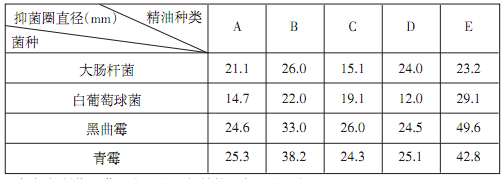 抑菌圈直径(mm) 精油种类 A B C D E
菌种
大肠杆菌 21.1 26.0 15.1 24.0 23.2
白葡萄球菌 14.7 22.0 19.1 12.0 29.1
黑曲霉 24.6 33.0 26.0 24.5 49.6
青霉 25.3 38.2 24.3 25.1 42.8